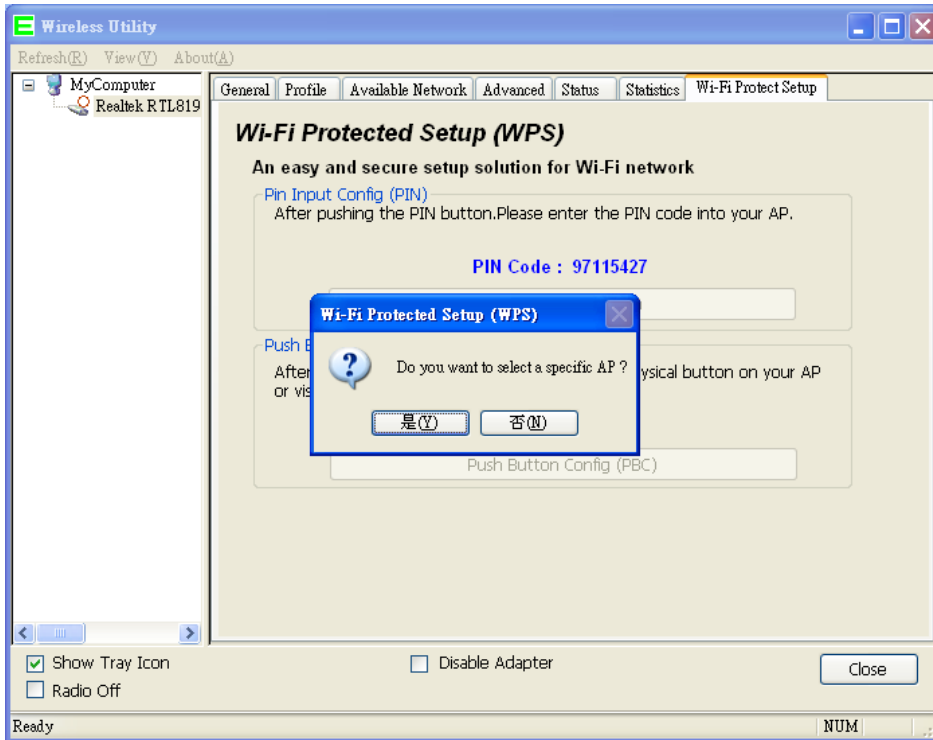 Wireless Utility
Refresh(R) View(V) About(A)
MyComputer
Realtek RTL819
General Profile Available Network Advanced Status Statistics Wi-Fi Protect Setup
Wi-Fi Protected Setup (WPS)
An easy and secure setup solution for Wi-Fi network
Pin Input Config (PIN)
After pushing the PIN button.Please enter the PIN code into your AP.
PIN Code : 97115427
Wi-Fi Protected Setup (WPS)
Do you want to select a specific AP ?
是(Y) 否(N)
Push
After ysical button on your AP
or vis
Push Button Config (PBC)
Show Tray Icon
Disable Adapter
Close
Radio Off
Ready
NUM